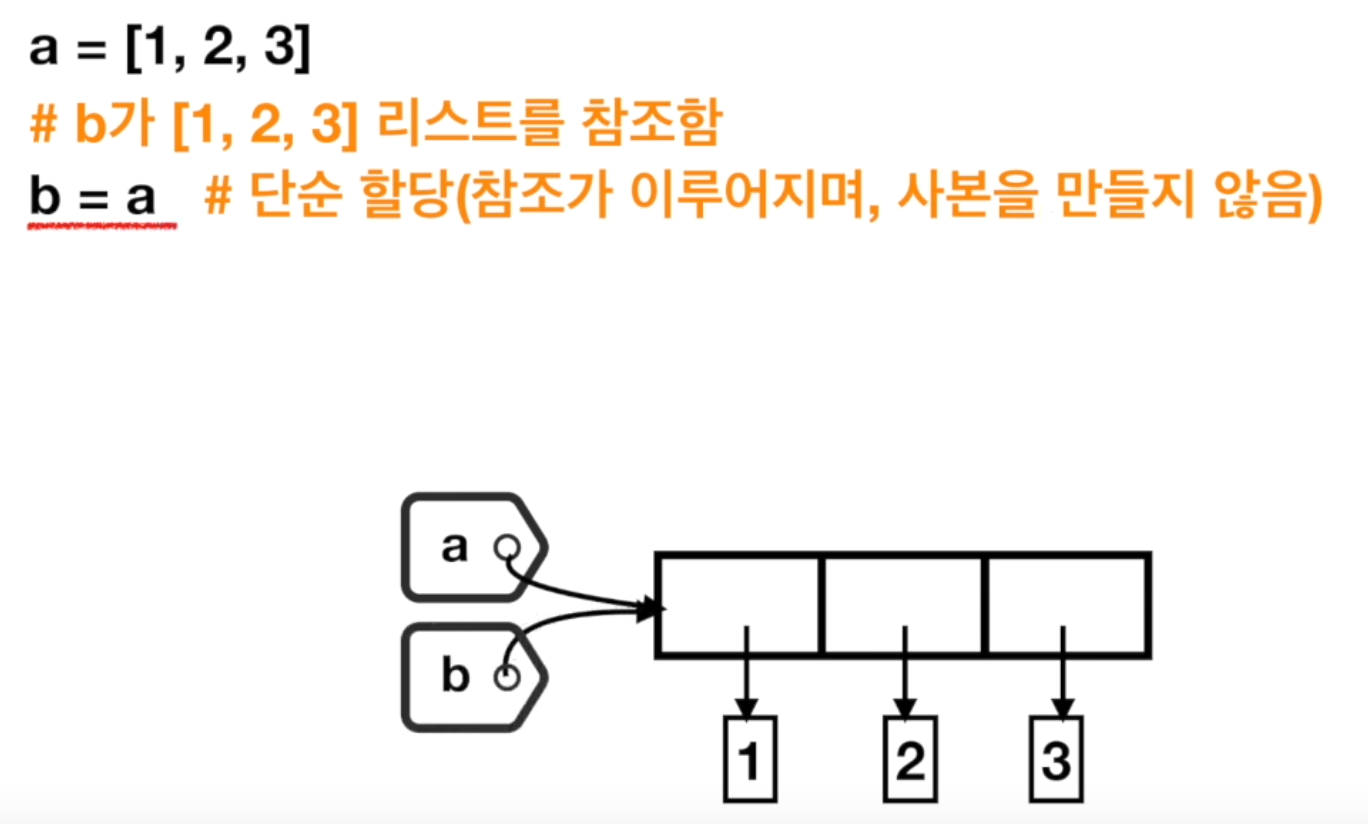 a = [1, 2, 3]
# b가 [1, 2, 3] 리스트를 참조함
b = a # 단순 할당(참조가 이루어지며, 사본을 만들지 않음)
a
b
1 2 3